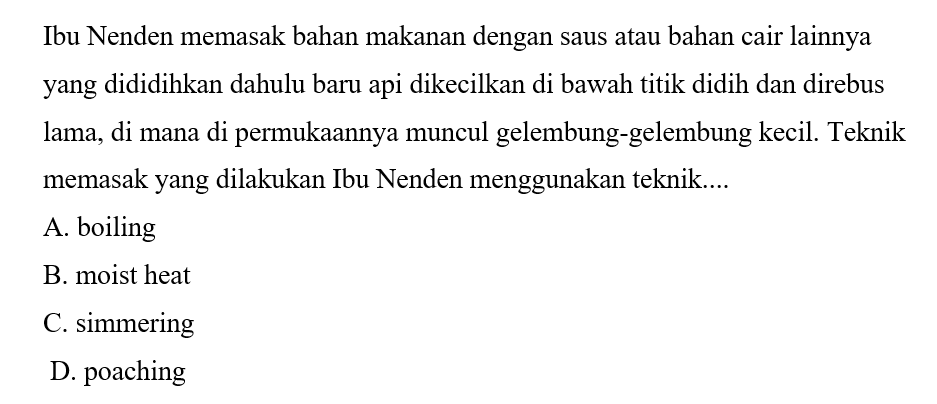 Ibu Nenden memasak bahan makanan dengan saus atau bahan cair lainnya
yang dididihkan dahulu baru api dikecilkan di bawah titik didih dan direbus
lama, di mana di permukaannya muncul gelembung-gelembung kecil. Teknik
memasak yang dilakukan Ibu Nenden menggunakan teknik....
A. boiling
B. moist heat
C. simmering
D. poaching